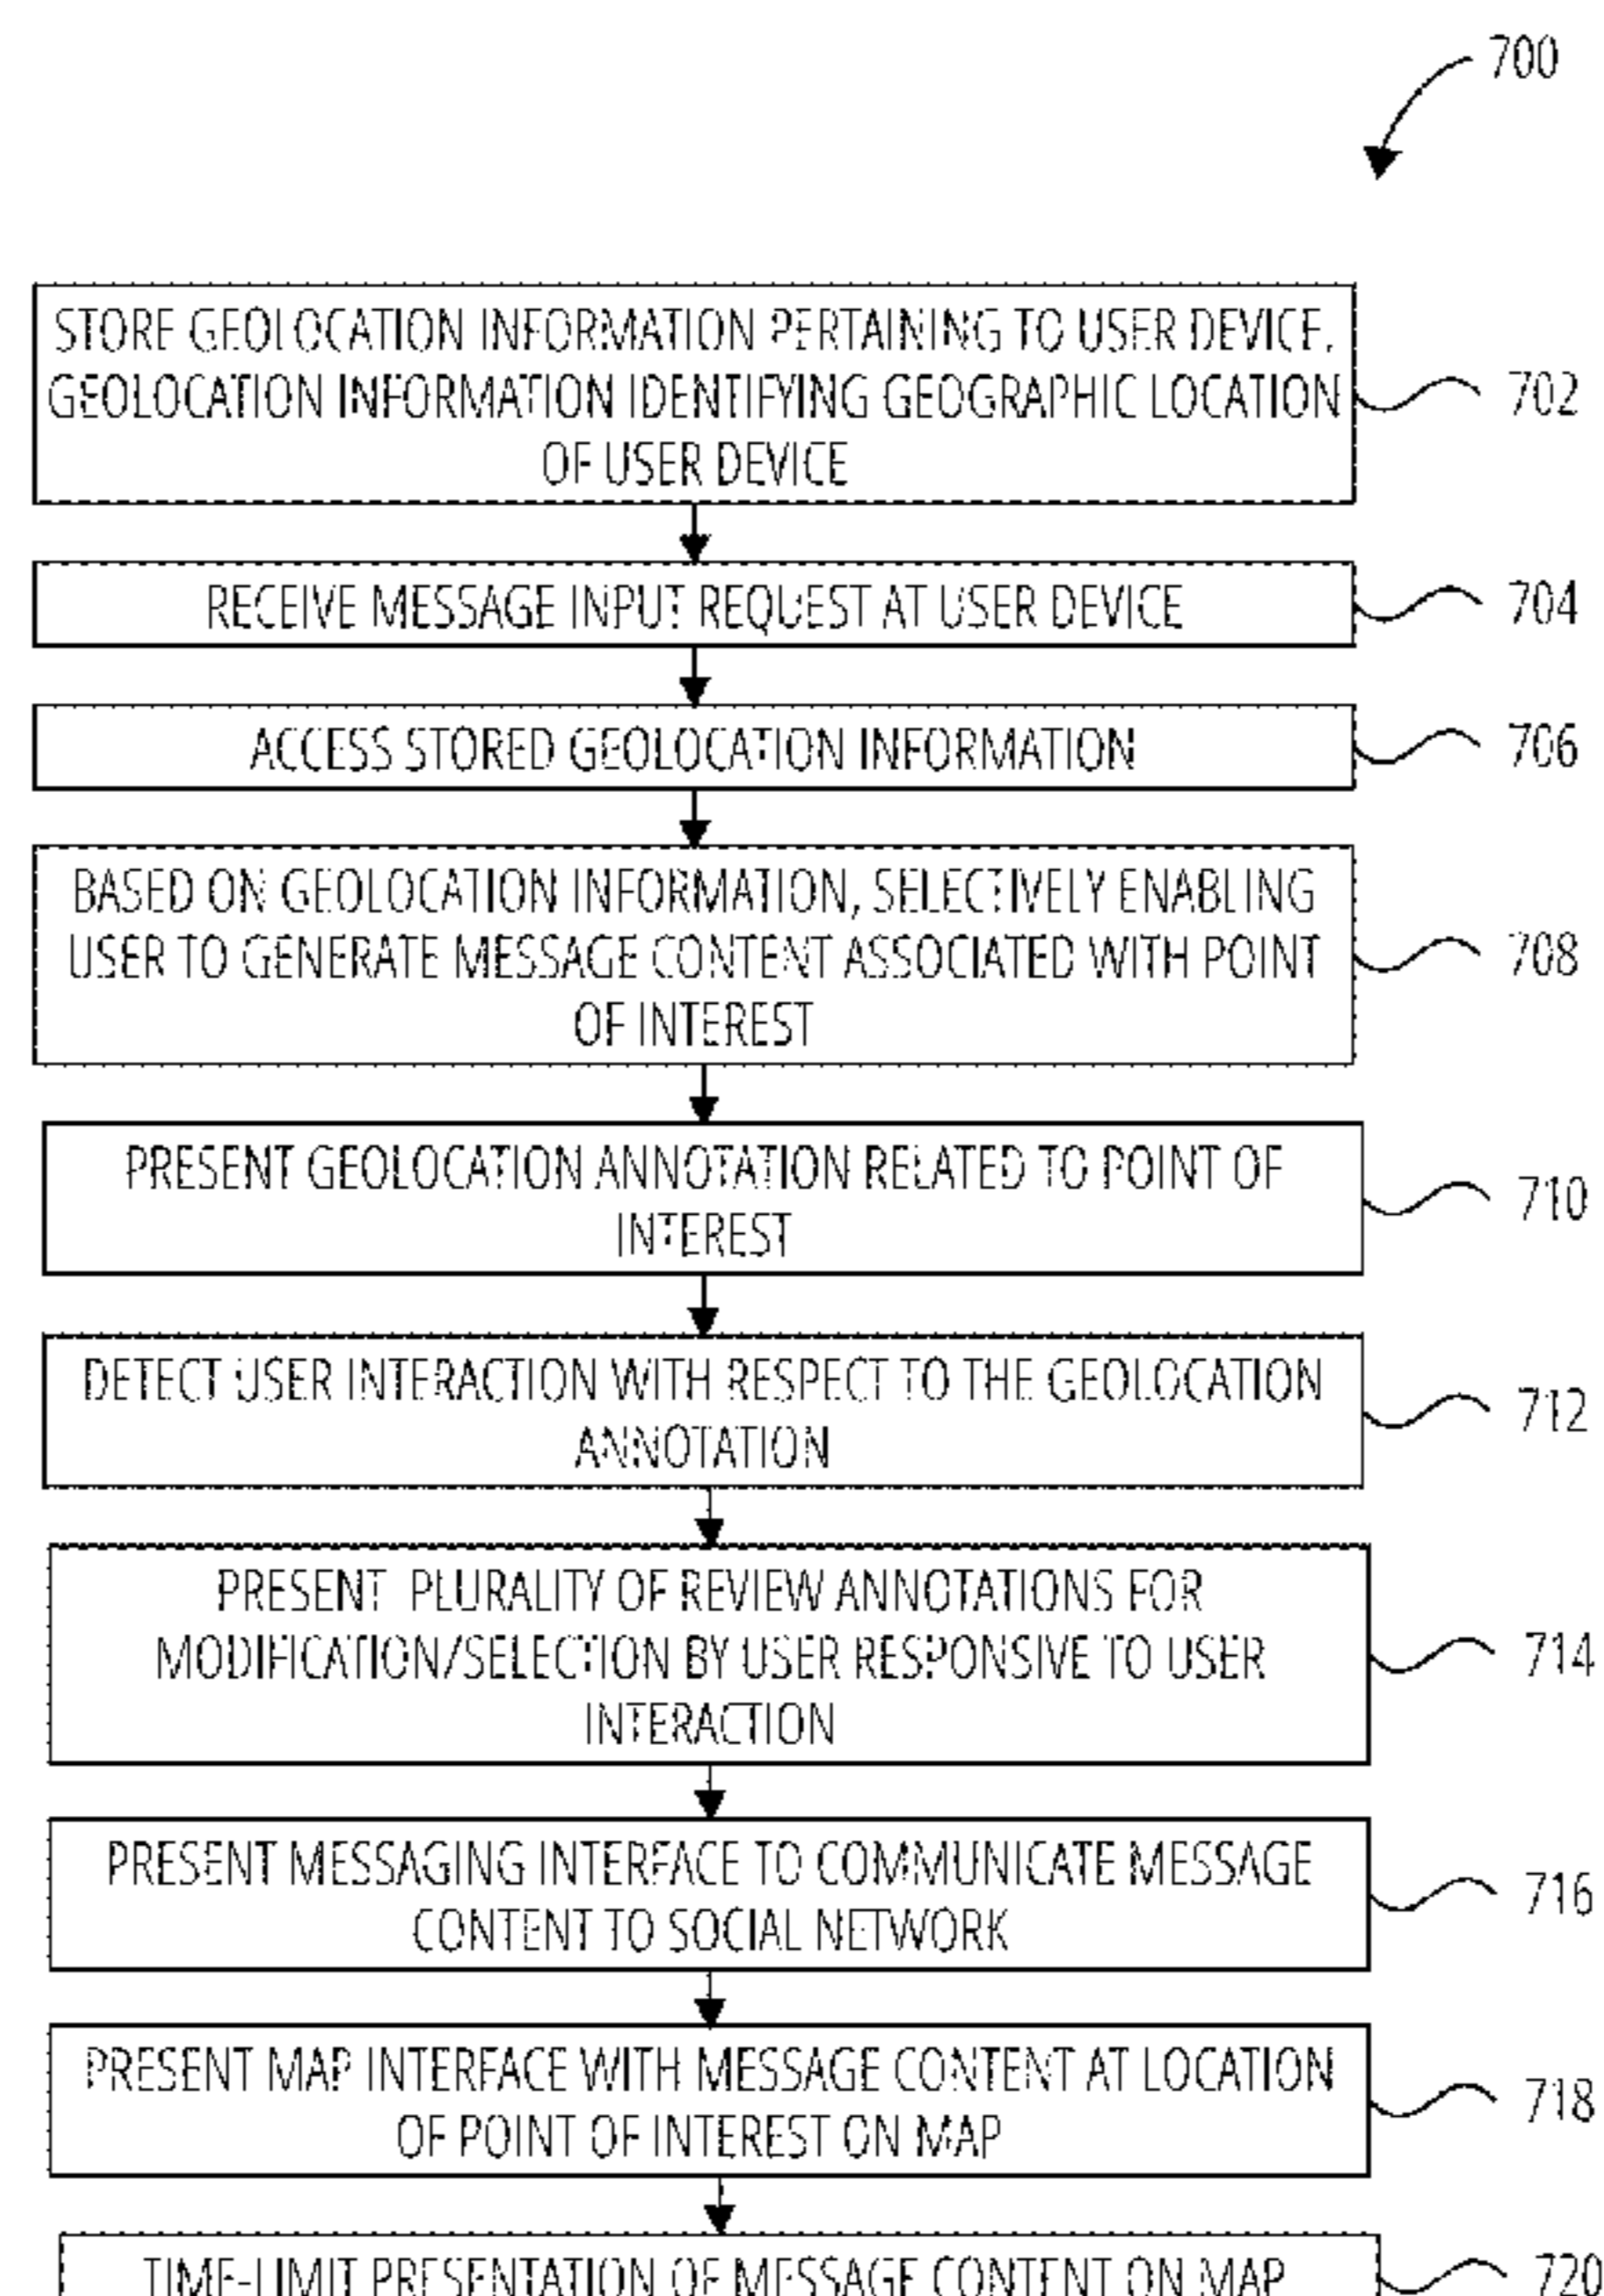 700
STORE GEOLOCATION INFORMATION PERTAINING TO USER DEVICE,
GEOLOCATION INFORMATION IDENTIFYING GEOGRAPHIC LOCATION
OF USER DEVICE
702
RECEIVE MESSAGE INPUT REQUEST AT USER DEVICE
704
ACCESS STORED GEOLOCATION INFORMATION
706
BASED ON GEOLOCATION INFORMATION, SELECTIVELY ENABLING
USER TO GENERATE MESSAGE CONTENT ASSOCIATED WITH POINT
OF INTEREST
708
PRESENT GEOLOCATION ANNOTATION RELATED TO POINT OF
INTEREST
710
DETECT USER INTERACTION WITH RESPECT TO THE GEOLOCATION
ANNOTATION
712
PRESENT PLURALITY OF REVIEW ANNOTATIONS FOR
MODIFICATION/SELECTION BY USER RESPONSIVE TO USER
INTERACTION
714
PRESENT MESSAGING INTERFACE TO COMMUNICATE MESSAGE
CONTENT TO SOCIAL NETWORK
716
PRESENT MAP INTERFACE WITH MESSAGE CONTENT AT LOCATION
OF POINT OF INTEREST ON MAP
718
TIME-LIMIT PRESENTATION OF MESSAGE CONTENT ON MAP
720